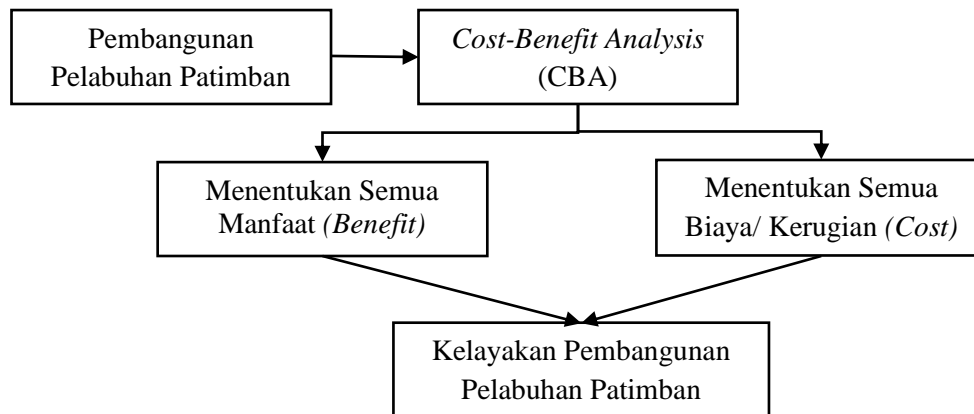 Pembangunan
Pelabuhan Patimban
Cost-Benefit Analysis
(CBA)
Menentukan Semua
Manfaat (Benefit)
Menentukan Semua
Biaya/ Kerugian (Cost)
Kelayakan Pembangunan
Pelabuhan Patimban